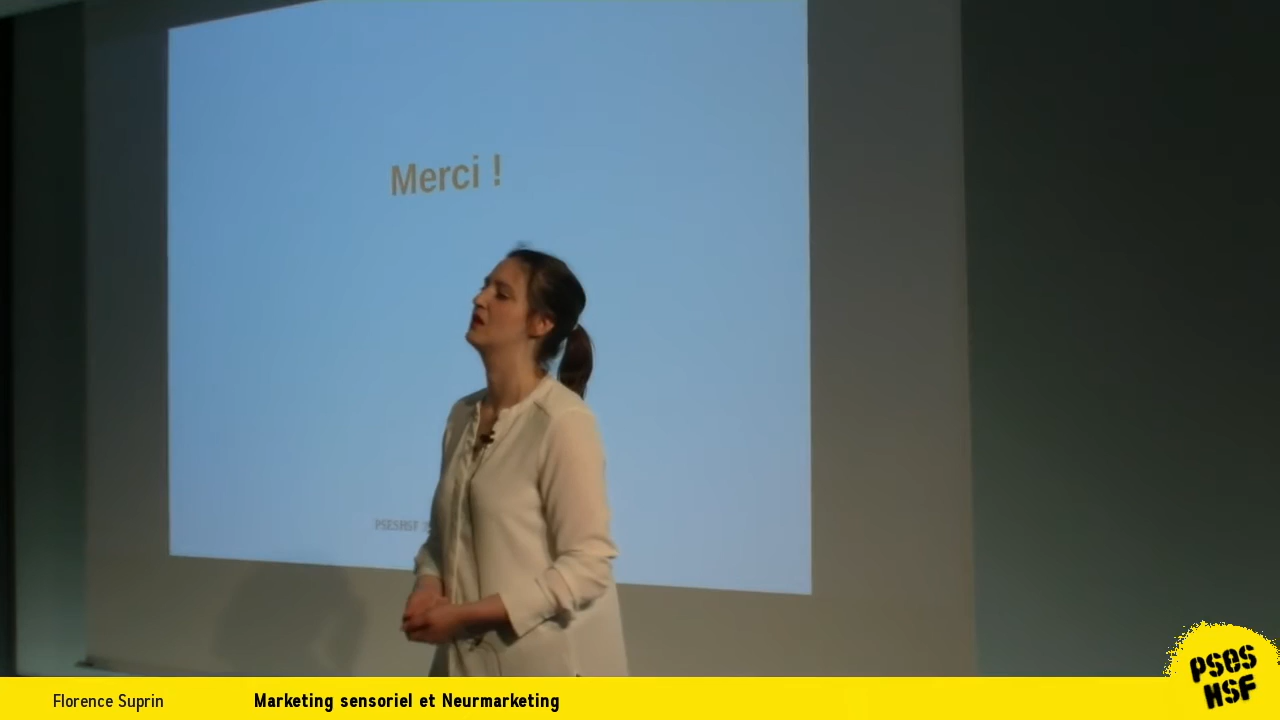 Merci !
PSESHSF
Florence Suprin
Marketing sensoriel et Neurmarketing
PSES
HSF